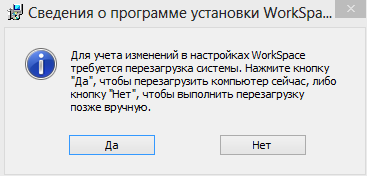 Сведения о программе установки WorkSpa...
Для учета изменений в настройках WorkSpace
требуется перезагрузка системы. Нажмите кнопку
"Да", чтобы перезагрузить компьютер сейчас, либо
кнопку "Нет", чтобы выполнить перезагрузку
позже вручную.
Да
Нет